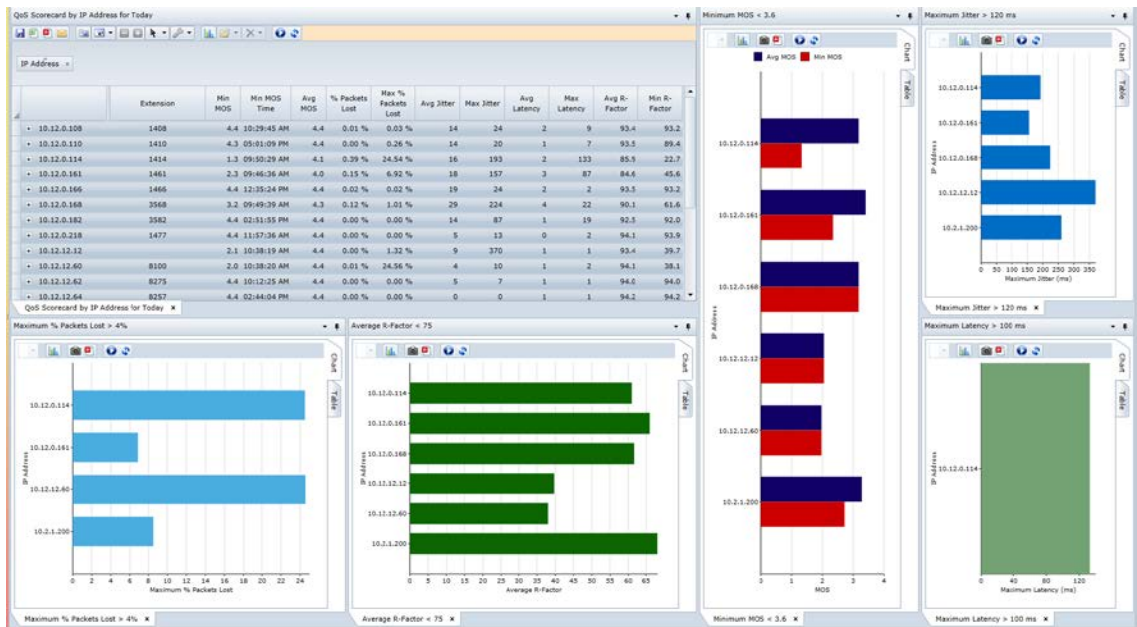 QoS Scorecard by IP Address for Today
IP Address
Extension Min MOS Min MOS Time Avg MOS % Packets Lost Max % Packets Lost Avg Jitter Max Jitter Avg Latency Max Latency Avg R-Factor Min R-Factor
10.12.0.108 1408 4.4 10:29:45 AM 4.4 0.01 % 0.03 % 14 24 2 9 93.4 93.2
10.12.0.110 1410 4.3 05:01:09 PM 4.4 0.00 % 0.26 % 14 20 1 7 93.5 89.4
10.12.0.114 1414 1.3 09:50:29 AM 4.1 0.39 % 24.54 % 16 193 2 133 85.5 22.7
10.12.0.161 1461 2.3 09:46:36 AM 4.0 0.15 % 6.92 % 18 157 3 87 84.6 45.6
10.12.0.166 1466 4.4 12:35:24 PM 4.4 0.02 % 0.02 % 19 24 2 2 93.5 93.2
10.12.0.168 3568 3.2 09:49:39 AM 4.3 0.12 % 1.01 % 29 224 4 22 90.1 61.6
10.12.0.182 3582 4.4 02:51:55 PM 4.4 0.00 % 0.00 % 14 87 1 19 92.5 92.0
10.12.0.218 1477 4.4 11:57:36 AM 4.4 0.00 % 0.00 % 5 13 0 2 94.1 93.9
10.12.12.12 2.1 10:38:19 AM 4.4 0.00 % 1.32 % 9 370 1 1 93.4 39.7
10.12.12.60 8100 2.0 10:38:20 AM 4.4 0.01 % 24.56 % 4 10 1 2 94.1 38.1
10.12.12.62 8275 4.4 10:12:25 AM 4.4 0.00 % 0.00 % 5 7 1 1 94.0 94.0
10.12.12.64 8257 4.4 02:44:04 PM 4.4 0.00 % 0.00 % 0 0 1 1 94.2 94.2
QoS Scorecard by IP Address for Today
Minimum MOS < 3.6
Chart
Table
Avg MOS Min MOS
IP Address
10.12.0.114
10.12.0.161
10.12.0.168
10.12.12.12
10.12.12.60
10.2.1.200
0 1 2 3 4
MOS
Minimum MOS < 3.6
Maximum Jitter > 120 ms
Chart
Table
IP Address
10.12.0.114
10.12.0.161
10.12.0.168
10.12.12.12
10.2.1.200
0 50 100 150 200 250 300 350
Maximum Jitter (ms)
Maximum Jitter > 120 ms
Maximum % Packets Lost > 4%
Chart
Table
IP Address
10.12.0.114
10.12.0.161
10.12.12.60
10.2.1.200
0 2 4 6 8 10 12 14 16 18 20 22 24
Maximum % Packets Lost
Maximum % Packets Lost > 4%
Average R-Factor < 75
Chart
Table
IP Address
10.12.0.114
10.12.0.161
10.12.0.168
10.12.12.12
10.12.12.60
10.2.1.200
0 5 10 15 20 25 30 35 40 45 50 55 60 65
Average R-Factor
Average R-Factor < 75
Maximum Latency > 100 ms
Chart
Table
IP Address
10.12.0.114
0 40 80 120
Maximum Latency (ms)
Maximum Latency > 100 ms